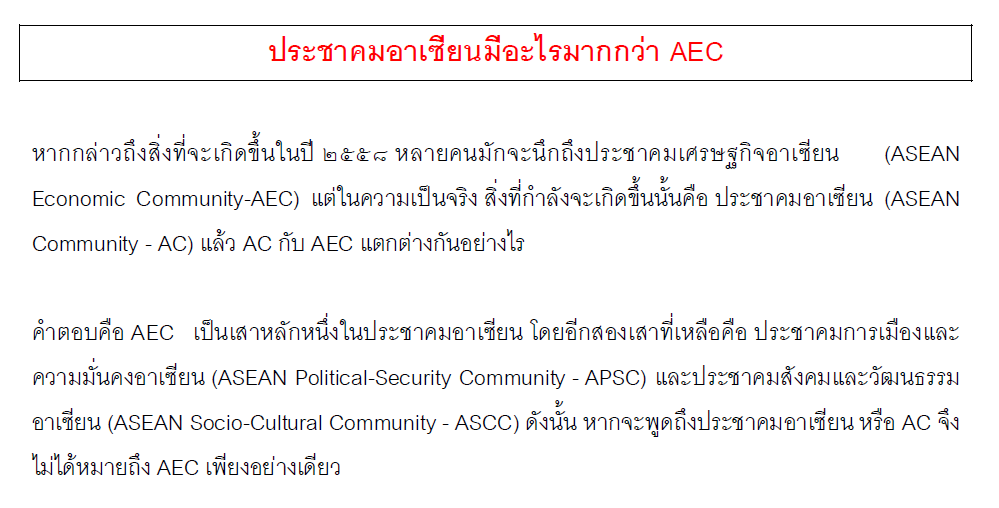 ประชาคมอาเซียนมีอะไรมากกว่า AEC
หากกล่าวถึงสิ่งที่จะเกิดขึ้นในปี ๒๕๕๘ หลายคนมักจะนึกถึงประชาคมเศรษฐกิจอาเซียน (ASEAN
Economic Community-AEC) แต่ในความเป็นจริง สิ่งที่กำลังจะเกิดขึ้นนั้นคือ ประชาคมอาเซียน (ASEAN
Community - AC) แล้ว AC กับ AEC แตกต่างกันอย่างไร
คำตอบคือ AEC เป็นเสาหลักหนึ่งในประชาคมอาเซียน โดยอีกสองเสาที่เหลือคือ ประชาคมการเมืองและ
ความมั่นคงอาเซียน (ASEAN Political-Security Community - APSC) และประชาคมสังคมและวัฒนธรรม
อาเซียน (ASEAN Socio-Cultural Community - ASCC) ดังนั้น หากจะพูดถึงประชาคมอาเซียน หรือ AC จึง
ไม่ได้หมายถึง AEC เพียงอย่างเดียว